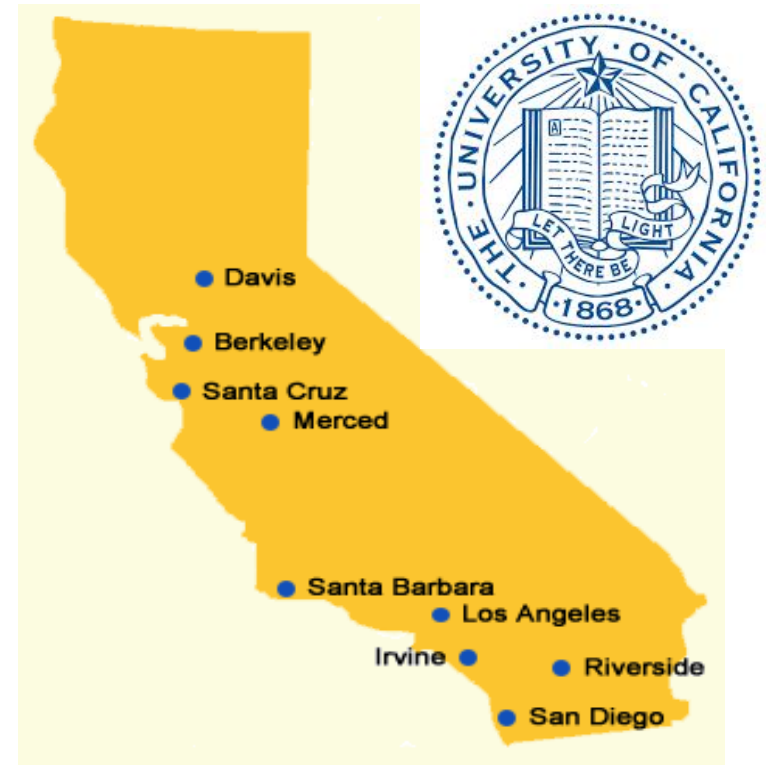 THE · UNIVERSITY · OF · CALIFORNIA ·
A
LET THERE BE LIGHT
·1868·
Davis
Berkeley
Santa Cruz
Merced
Santa Barbara
Los Angeles
Irvine
Riverside
San Diego